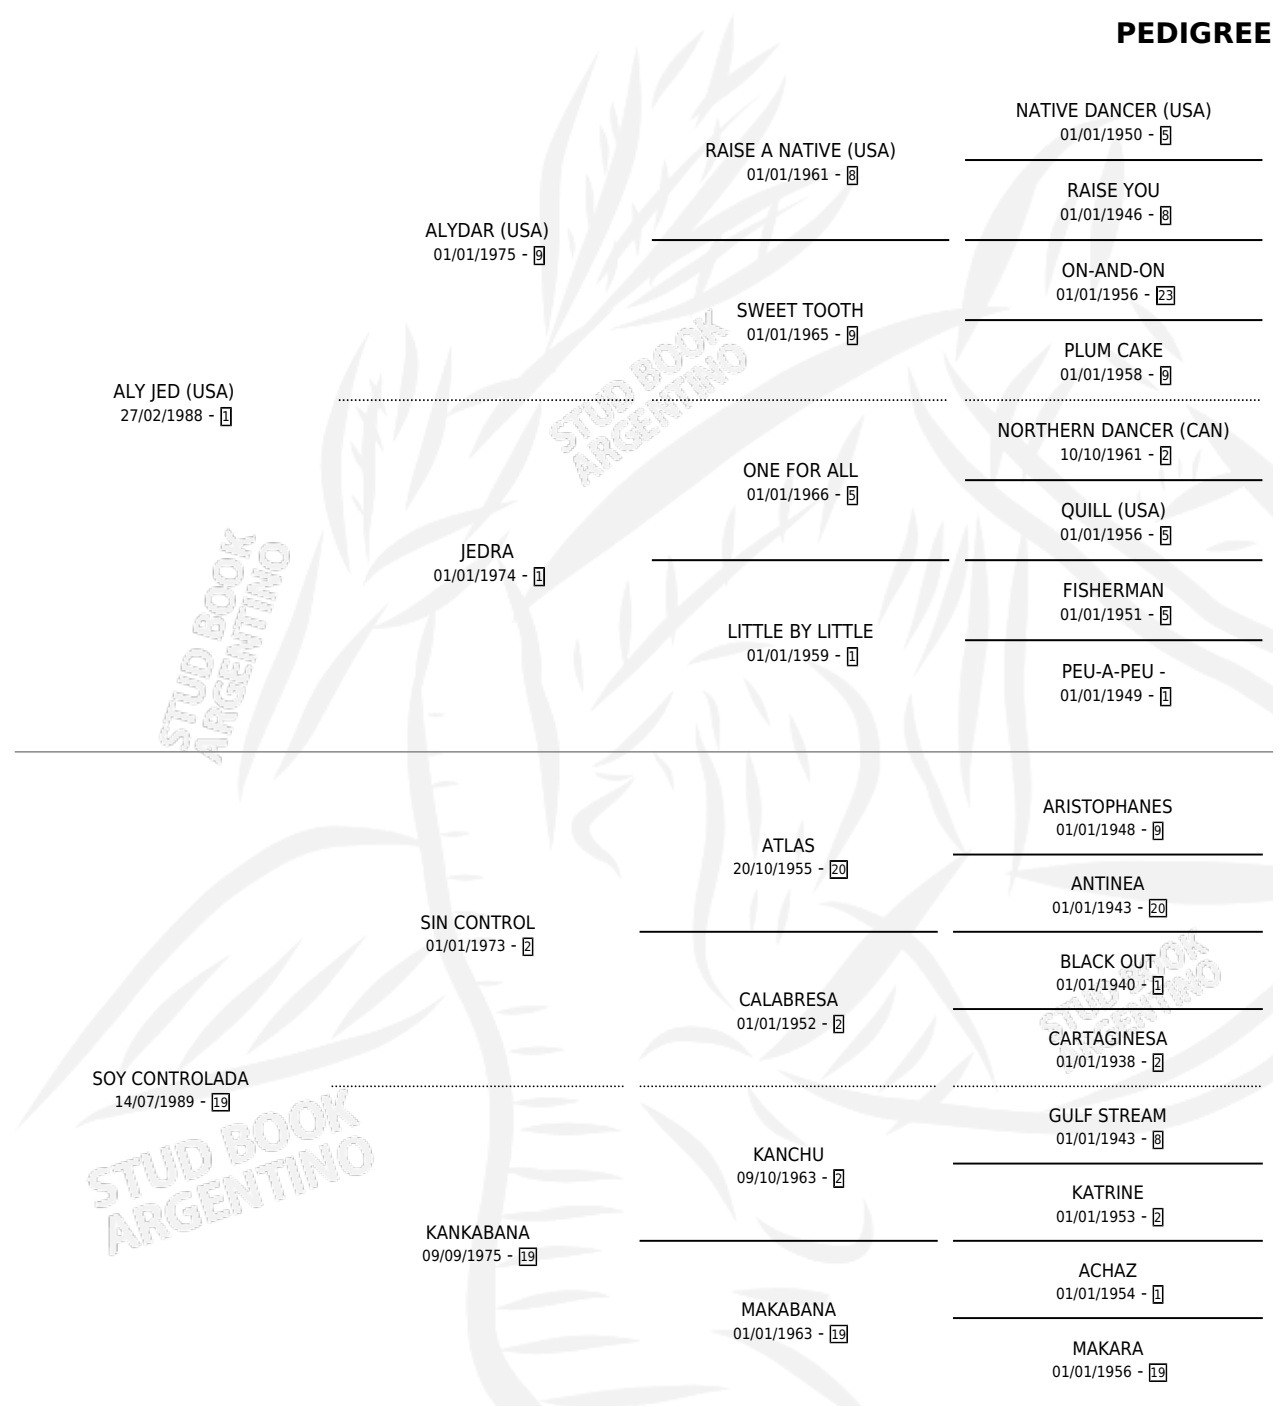 PEDIGREE
NATIVE DANCER (USA)
01/01/1950 - 5
RAISE A NATIVE (USA)
01/01/1961 - 8
RAISE YOU
01/01/1946 - 8
ALYDAR (USA)
01/01/1975 - 9
ON-AND-ON
01/01/1956 - 23
SWEET TOOTH
01/01/1965 - 9
PLUM CAKE
01/01/1958 - 9
ALY JED (USA)
27/02/1988 - 1
STUD BOOK
ARGENTINO
NORTHERN DANCER (CAN)
10/10/1961 - 2
ONE FOR ALL
01/01/1966 - 5
QUILL (USA)
01/01/1956 - 5
JEDRA
01/01/1974 - 1
FISHERMAN
01/01/1951 - 5
LITTLE BY LITTLE
01/01/1959 - 1
PEU-A-PEU -
01/01/1949 - 1
STUD BOOK
ARGENTINO
ARISTOPHANES
01/01/1948 - 9
ATLAS
20/10/1955 - 20
ANTINEA
01/01/1943 - 20
SIN CONTROL
01/01/1973 - 2
BLACK OUT
01/01/1940 - 1
CALABRESA
01/01/1952 - 2
CARTAGINESA
01/01/1938 - 2
STUD BOOK
ARGENTINO
SOY CONTROLADA
14/07/1989 - 19
GULF STREAM
01/01/1943 - 8
KANCHU
09/10/1963 - 2
KATRINE
01/01/1953 - 2
STUD BOOK
ARGENTINO
KANKABANA
09/09/1975 - 19
ACHAZ
01/01/1954 - 1
MAKABANA
01/01/1963 - 19
MAKARA
01/01/1956 - 19